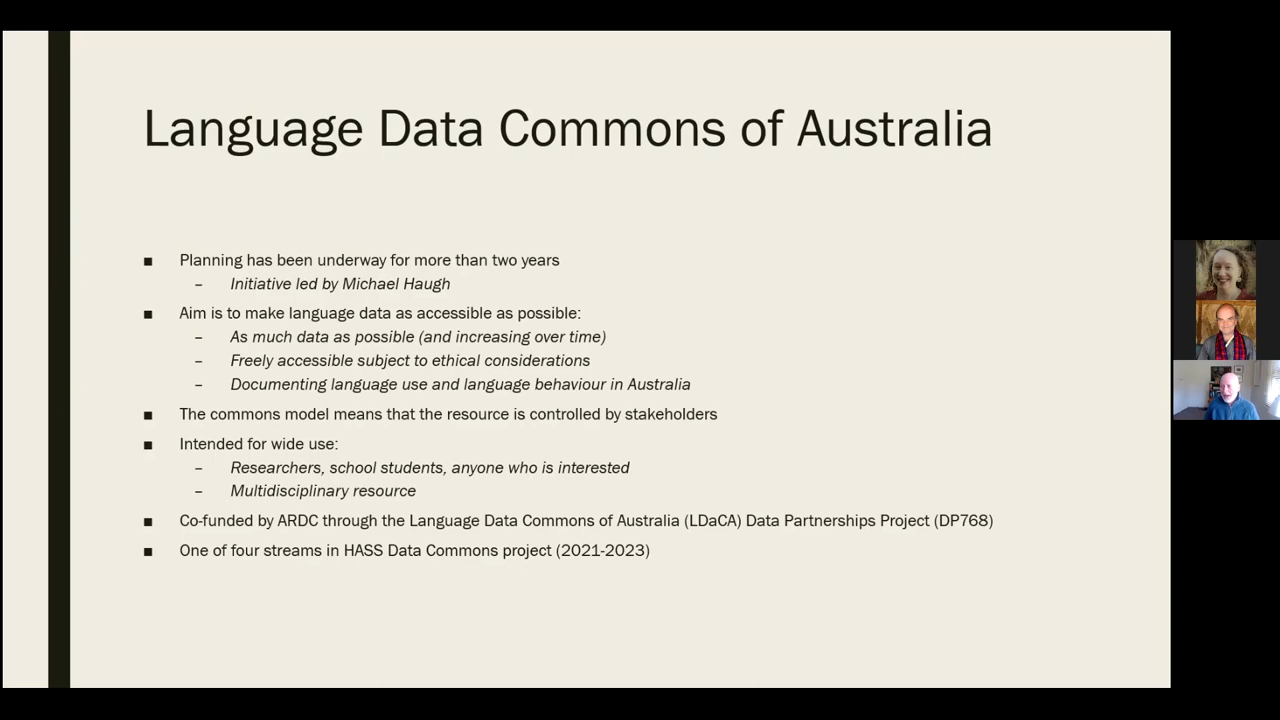 Language Data Commons of Australia
■ Planning has been underway for more than two years
– Initiative led by Michael Haugh
■ Aim is to make language data as accessible as possible:
– As much data as possible (and increasing over time)
– Freely accessible subject to ethical considerations
– Documenting language use and language behaviour in Australia
■ The commons model means that the resource is controlled by stakeholders
■ Intended for wide use:
– Researchers, school students, anyone who is interested
– Multidisciplinary resource
■ Co-funded by ARDC through the Language Data Commons of Australia (LDaCA) Data Partnerships Project (DP768)
■ One of four streams in HASS Data Commons project (2021-2023)